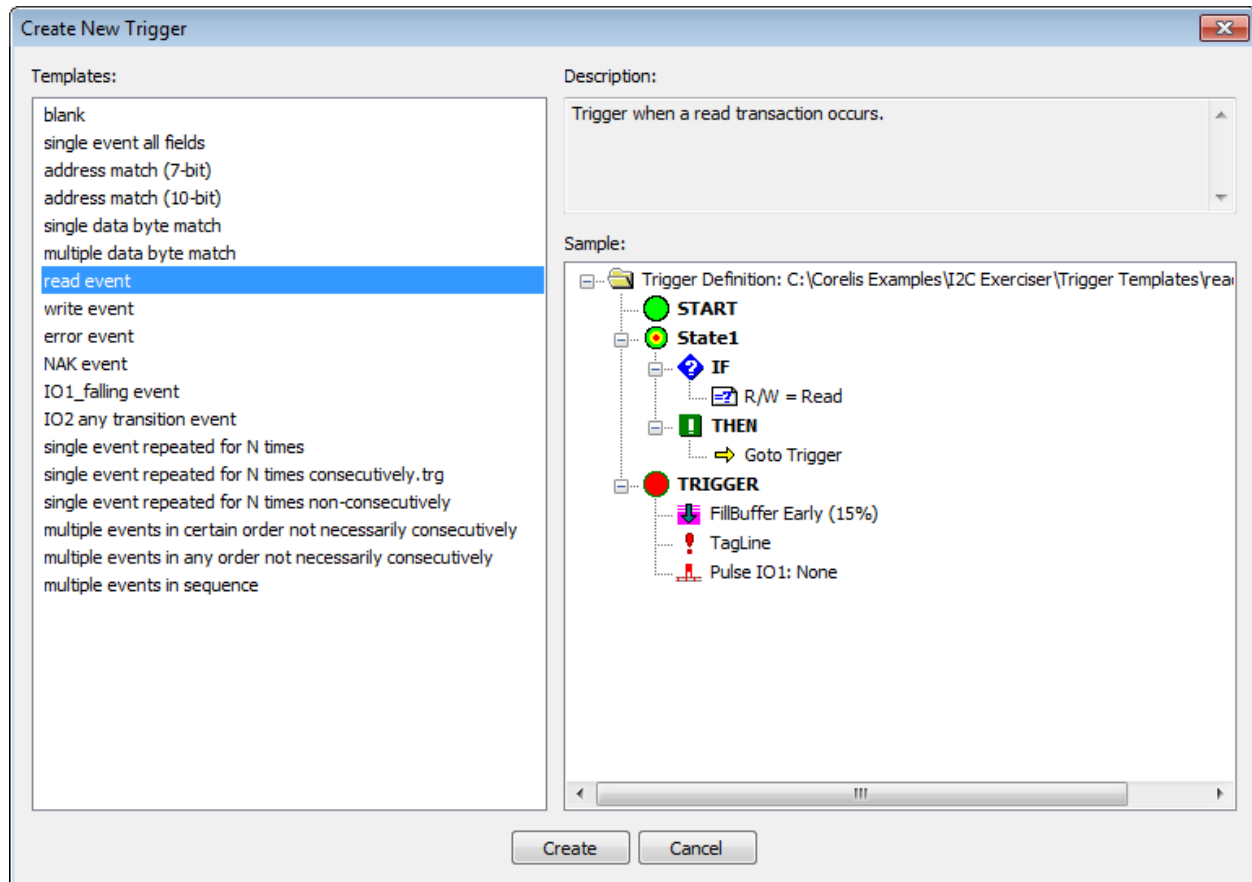 Create New Trigger
Templates:
blank
single event all fields
address match (7-bit)
address match (10-bit)
single data byte match
multiple data byte match
read event
write event
error event
NAK event
IO1_falling event
IO2 any transition event
single event repeated for N times
single event repeated for N times consecutively.trg
single event repeated for N times non-consecutively
multiple events in certain order not necessarily consecutively
multiple events in any order not necessarily consecutively
multiple events in sequence
Description:
Trigger when a read transaction occurs.
Sample:
Trigger Definition: C:\Corelis Examples\I2C Exerciser\Trigger Templates\rea
START
State1
IF
R/W = Read
THEN
Goto Trigger
TRIGGER
FillBuffer Early (15%)
TagLine
Pulse IO1: None
Create
Cancel